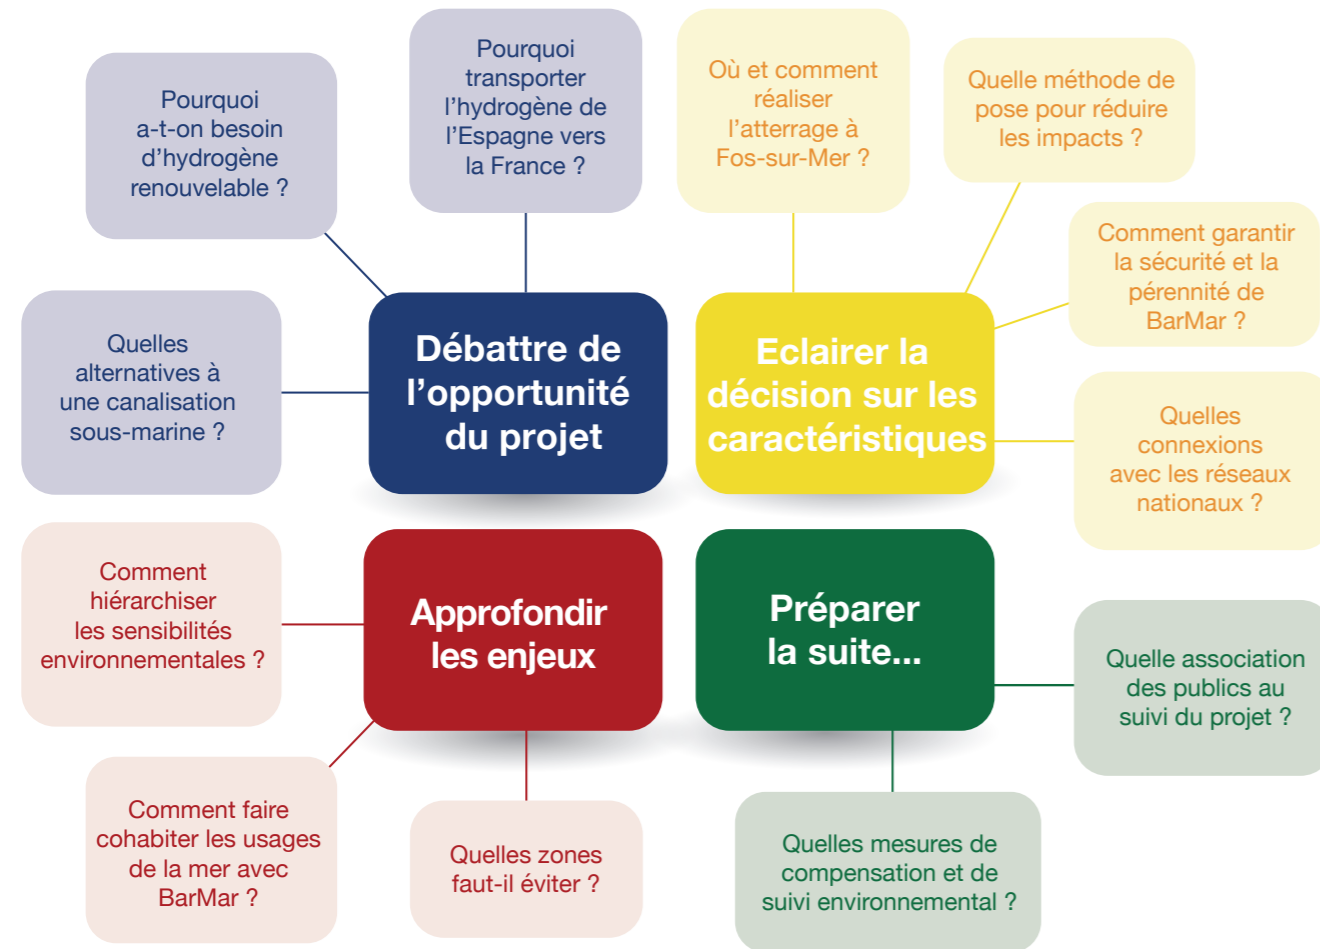 Pourquoi
a-t-on besoin
d'hydrogène
renouvelable ?
Pourquoi
transporter
l'hydrogène de
l'Espagne vers
la France ?
Quelles
alternatives à
une canalisation
sous-marine ?
Débattre de
l'opportunité
du projet
Où et comment
réaliser
l'atterrage à
Fos-sur-Mer ?
Quelle méthode de
pose pour réduire
les impacts ?
Comment garantir
la sécurité et la
pérennité de
BarMar ?
Quelles
connexions
avec les réseaux
nationaux ?
Eclairer la
décision sur les
caractéristiques
Comment
hiérarchiser
les sensibilités
environnementales ?
Approfondir
les enjeux
Comment faire
cohabiter les usages
de la mer avec
BarMar ?
Quelles zones
faut-il éviter ?
Préparer
la suite...
Quelle association
des publics au
suivi du projet ?
Quelles mesures de
compensation et de
suivi environnemental ?